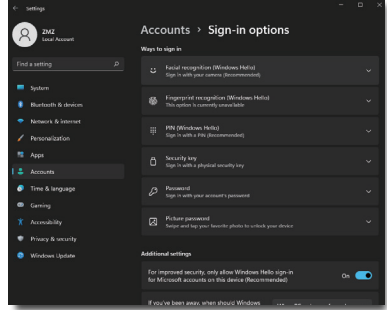 Settings
ZMZ
Local Account
Find a setting
System
Bluetooth & devices
Network & internet
Personalization
Apps
Accounts
Time & language
Gaming
Accessibility
Privacy & security
Windows Update
Accounts > Sign-in options
Ways to sign in
Facial recognition (Windows Hello)
Sign in with your camera (Recommended)
Fingerprint recognition (Windows Hello)
This option is currently unavailable
PIN (Windows Hello)
Sign in with a PIN (Recommended)
Security key
Sign in with a physical security key
Password
Sign in with your account's password
Picture password
Swipe and tap your favorite photo to unlock your device
Additional settings
For improved security, only allow Windows Hello sign-in
for Microsoft accounts on this device (Recommended)
On
If you've been away, when should Windows